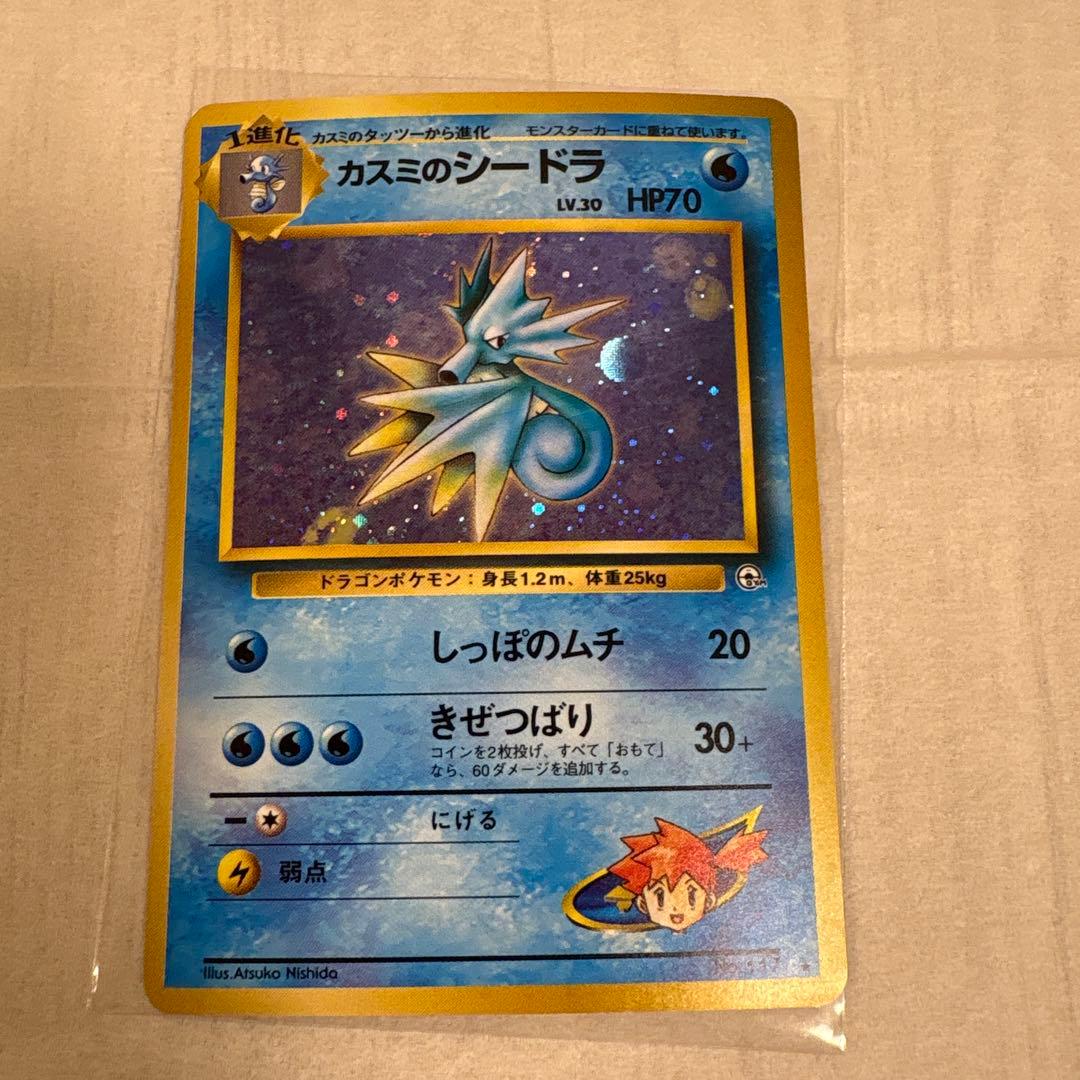 1進化 カスミのタッツーから進化 モンスターカードに重ねて使います。
カスミのシードラ
LV.30 HP70
ドラゴンポケモン：身長1.2m、体重25kg
しっぽのムチ 20
きぜつばり 30+
コインを2枚投げ、すべて「おもて」
なら、60ダメージを追加する。
− にげる
弱点
Illus.Atsuko Nishida